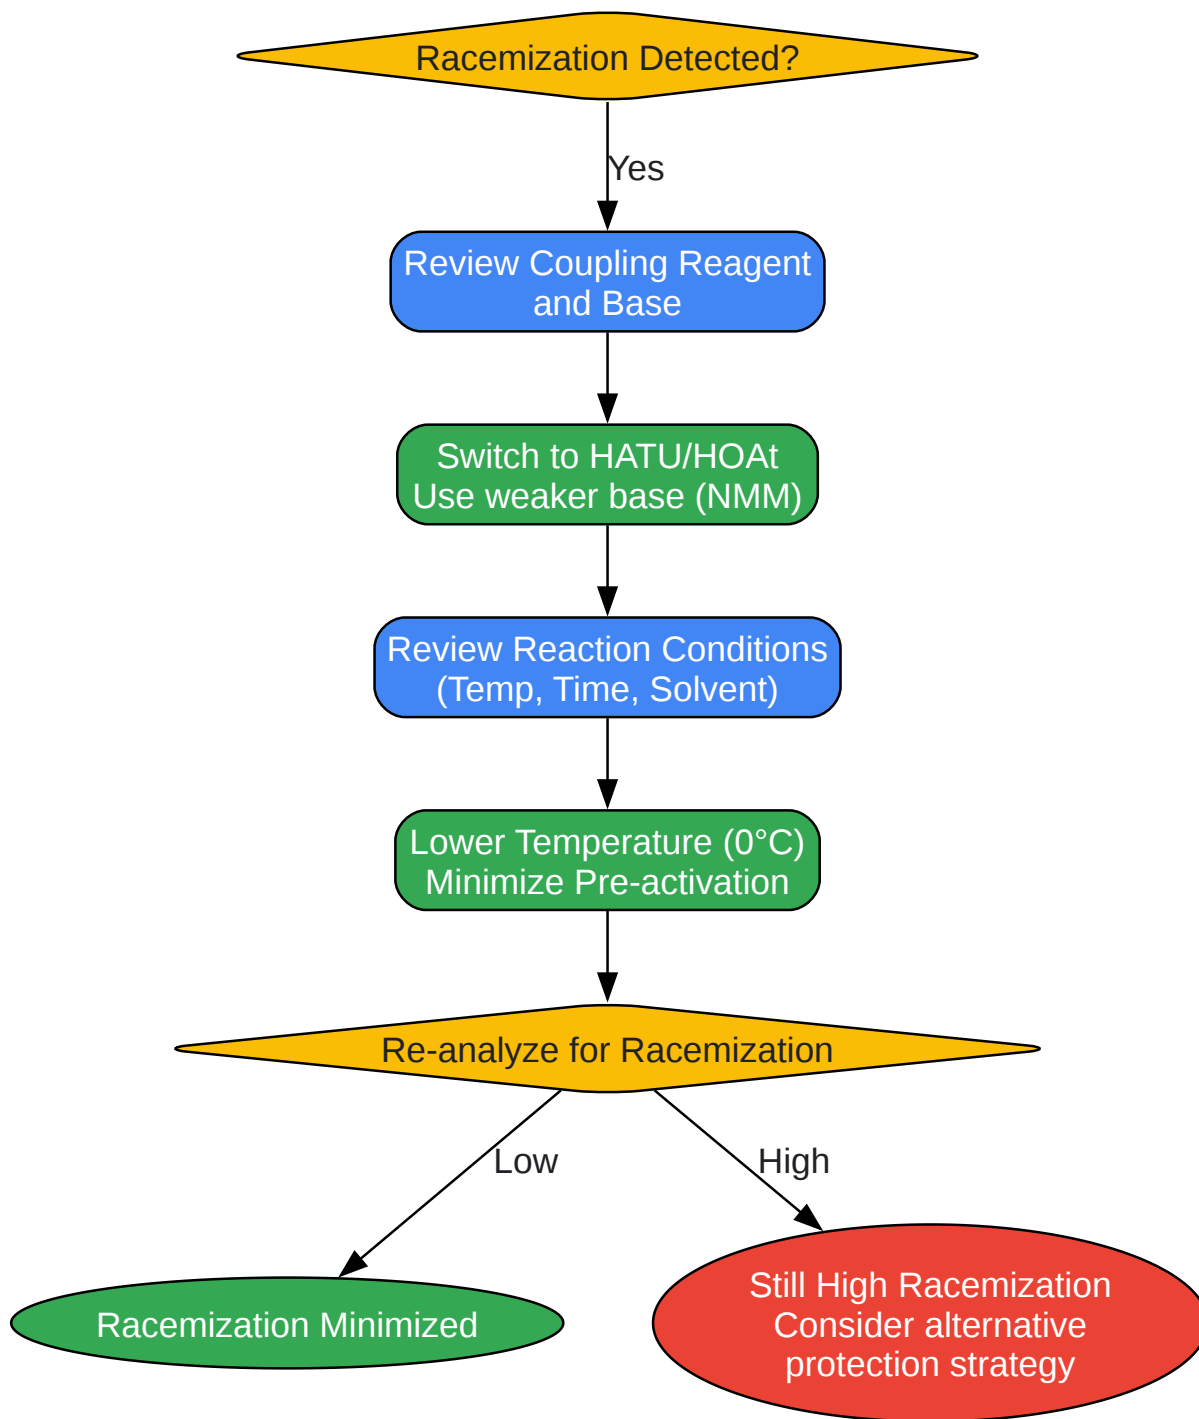 Racemization Detected?
Yes
Review Coupling Reagent
and Base
Switch to HATU/HOAt
Use weaker base (NMM)
Review Reaction Conditions
(Temp, Time, Solvent)
Lower Temperature (0°C)
Minimize Pre-activation
Re-analyze for Racemization
Low
High
Racemization Minimized
Still High Racemization
Consider alternative
protection strategy